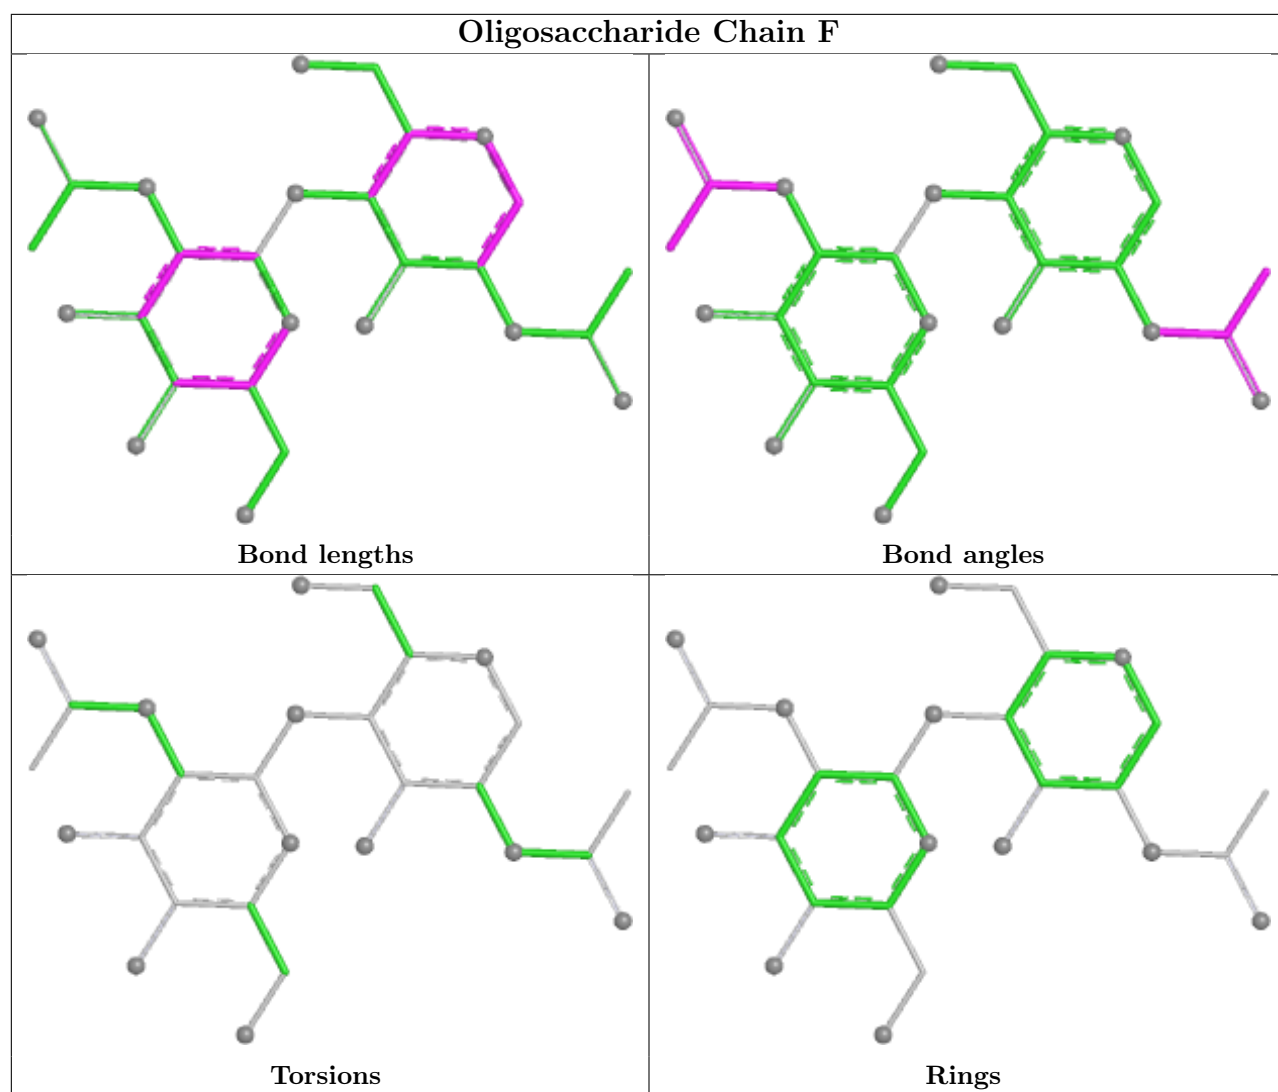 Oligosaccharide Chain F
Bond lengths
Bond angles
Torsions
Rings